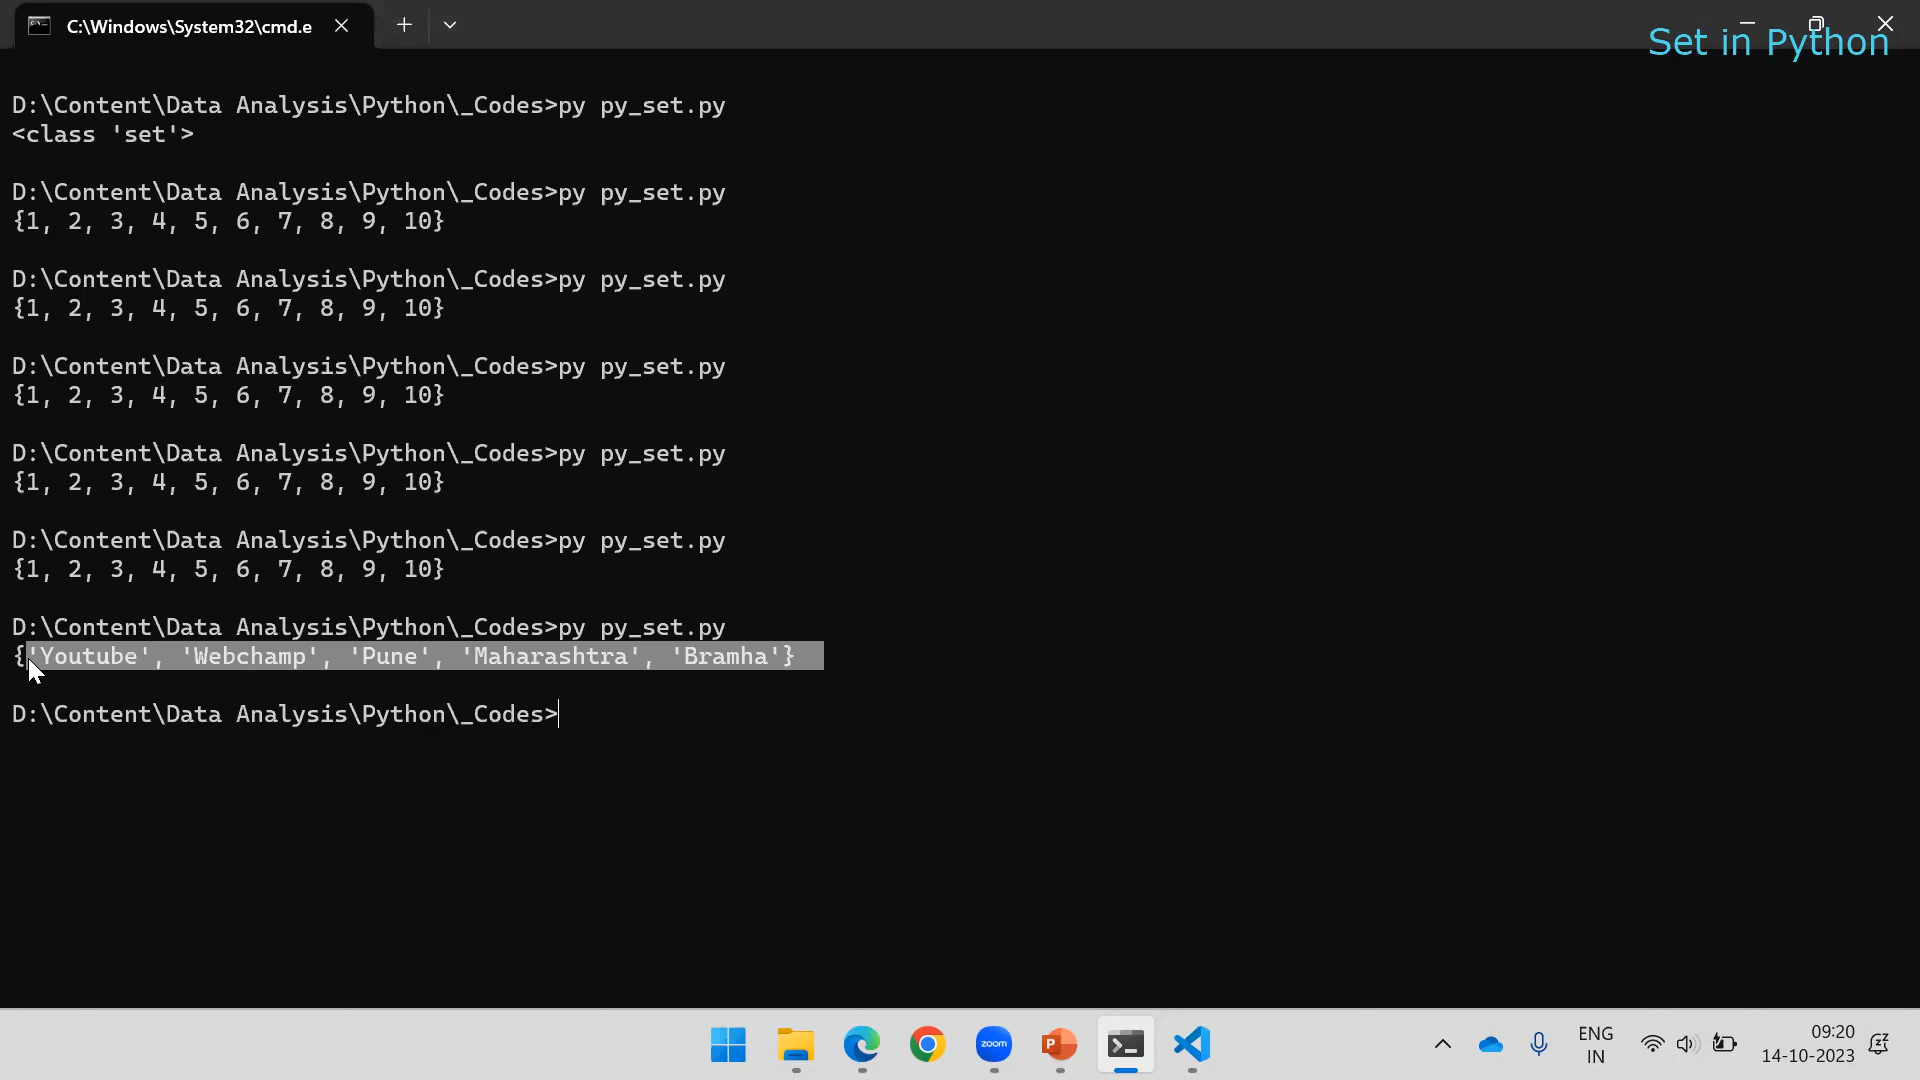 C:\Windows\System32\cmd.e
Set in Python
D:\Content\Data Analysis\Python\_Codes>py py_set.py
<class 'set'>
D:\Content\Data Analysis\Python\_Codes>py py_set.py
{1, 2, 3, 4, 5, 6, 7, 8, 9, 10}
D:\Content\Data Analysis\Python\_Codes>py py_set.py
{1, 2, 3, 4, 5, 6, 7, 8, 9, 10}
D:\Content\Data Analysis\Python\_Codes>py py_set.py
{1, 2, 3, 4, 5, 6, 7, 8, 9, 10}
D:\Content\Data Analysis\Python\_Codes>py py_set.py
{1, 2, 3, 4, 5, 6, 7, 8, 9, 10}
D:\Content\Data Analysis\Python\_Codes>py py_set.py
{1, 2, 3, 4, 5, 6, 7, 8, 9, 10}
D:\Content\Data Analysis\Python\_Codes>py py_set.py
{'Youtube', 'Webchamp', 'Pune', 'Maharashtra', 'Bramha'}
D:\Content\Data Analysis\Python\_Codes>
zoom
P
ENG
IN
09:20
14-10-2023